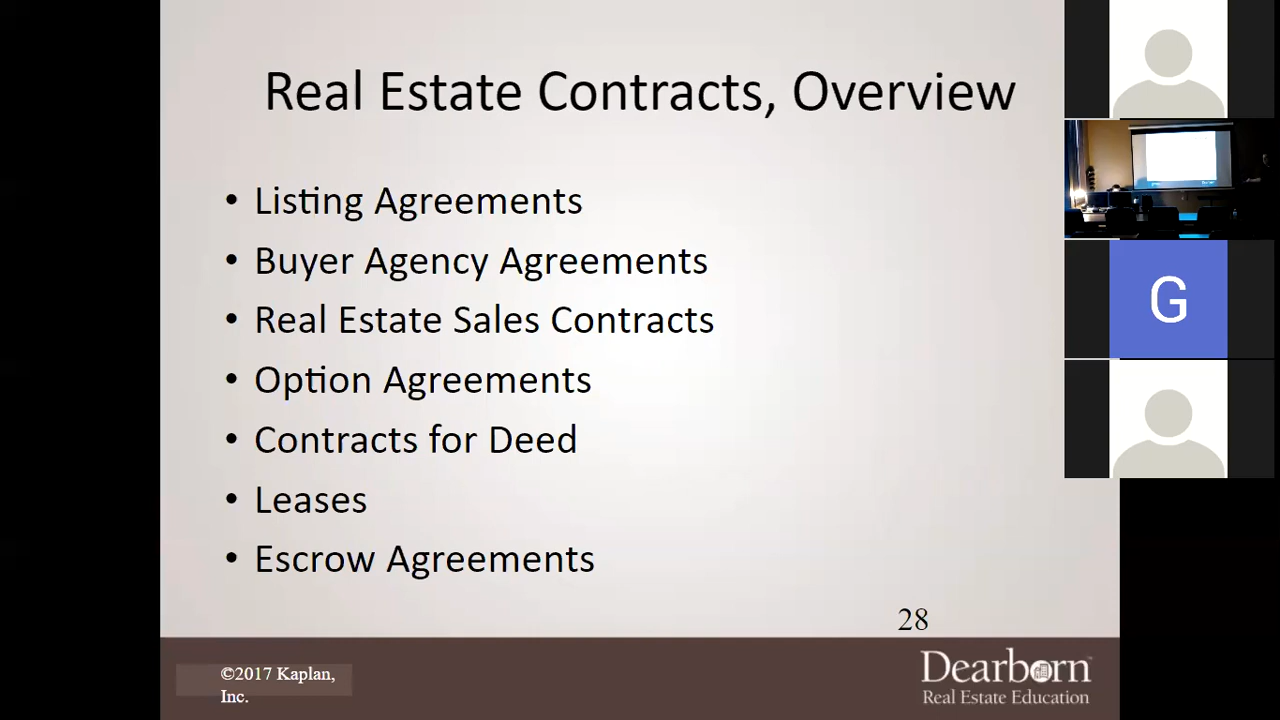 Real Estate Contracts, Overview
• Listing Agreements
• Buyer Agency Agreements
• Real Estate Sales Contracts
• Option Agreements
• Contracts for Deed
• Leases
• Escrow Agreements
28
©2017 Kaplan,
Inc.
Dearborn
Real Estate Education
G